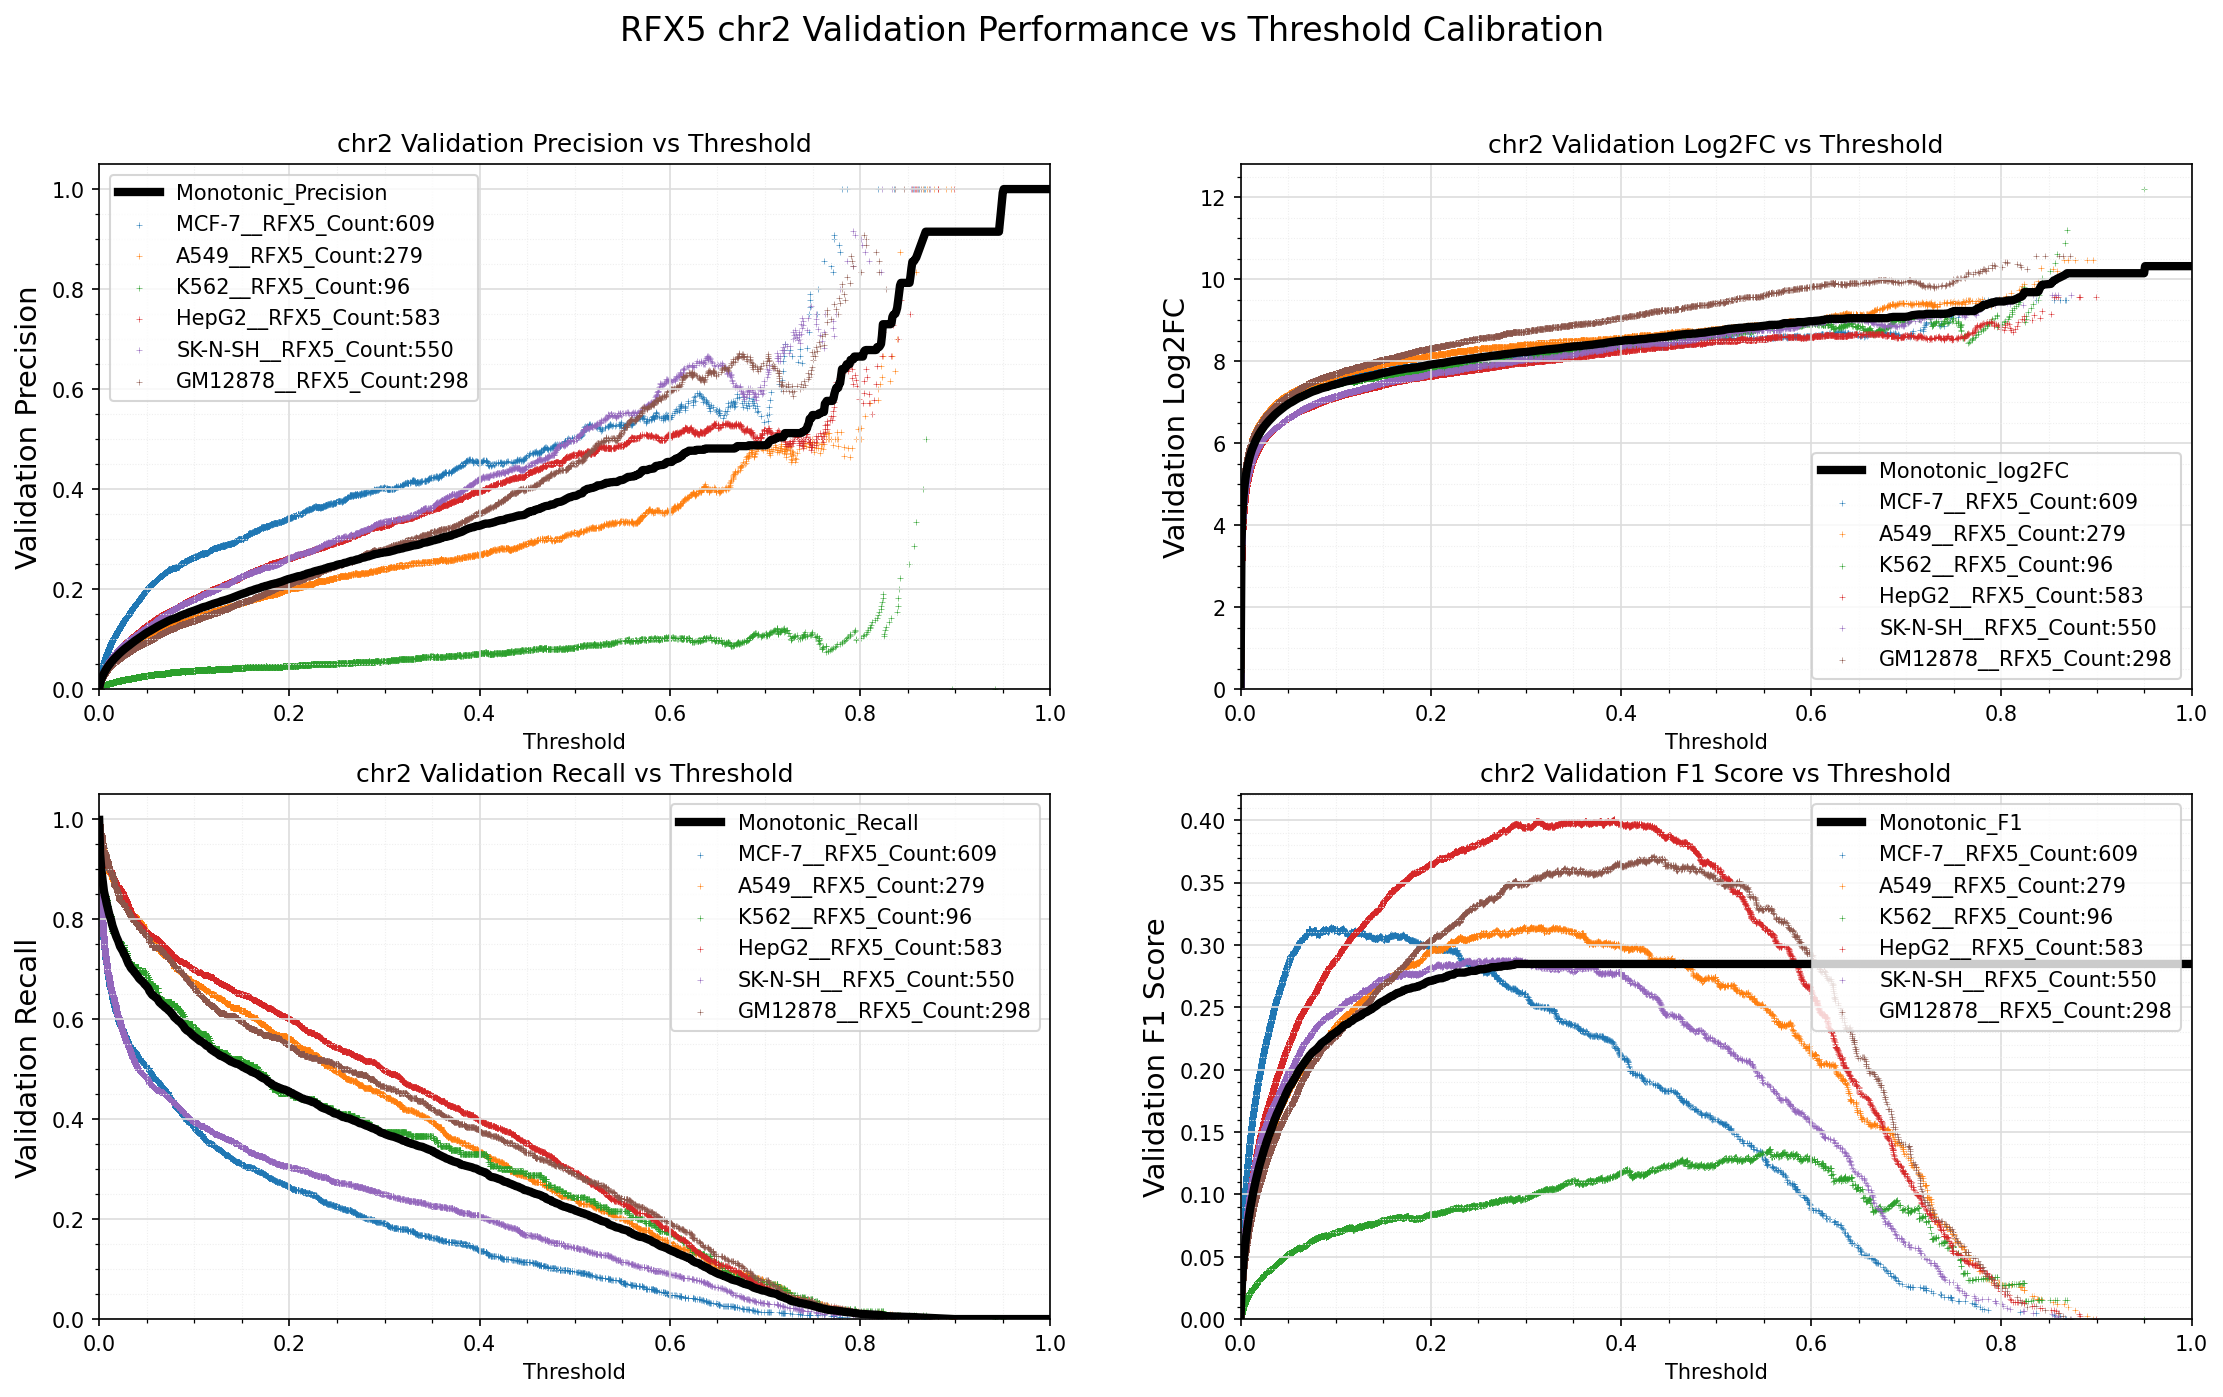 RFX5 chr2 Validation Performance vs Threshold Calibration
chr2 Validation Precision vs Threshold
Validation Precision
1.0
0.8
0.6
0.4
0.2
0.0
Monotonic_Precision
MCF-7__RFX5_Count:609
A549__RFX5_Count:279
K562__RFX5_Count:96
HepG2__RFX5_Count:583
SK-N-SH__RFX5_Count:550
GM12878__RFX5_Count:298
0.0 0.2 0.4 0.6 0.8 1.0
Threshold
chr2 Validation Log2FC vs Threshold
Validation Log2FC
12
10
8
6
4
2
0
Monotonic_log2FC
MCF-7__RFX5_Count:609
A549__RFX5_Count:279
K562__RFX5_Count:96
HepG2__RFX5_Count:583
SK-N-SH__RFX5_Count:550
GM12878__RFX5_Count:298
0.0 0.2 0.4 0.6 0.8 1.0
Threshold
chr2 Validation Recall vs Threshold
Validation Recall
1.0
0.8
0.6
0.4
0.2
0.0
Monotonic_Recall
MCF-7__RFX5_Count:609
A549__RFX5_Count:279
K562__RFX5_Count:96
HepG2__RFX5_Count:583
SK-N-SH__RFX5_Count:550
GM12878__RFX5_Count:298
0.0 0.2 0.4 0.6 0.8 1.0
Threshold
chr2 Validation F1 Score vs Threshold
Validation F1 Score
0.40
0.35
0.30
0.25
0.20
0.15
0.10
0.05
0.00
Monotonic_F1
MCF-7__RFX5_Count:609
A549__RFX5_Count:279
K562__RFX5_Count:96
HepG2__RFX5_Count:583
SK-N-SH__RFX5_Count:550
GM12878__RFX5_Count:298
0.0 0.2 0.4 0.6 0.8 1.0
Threshold